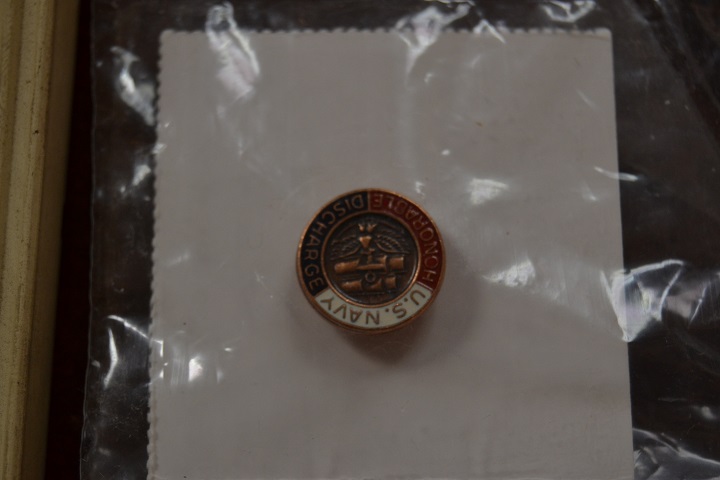 U.S. NAVY
HONORABLE
DISCHARGE